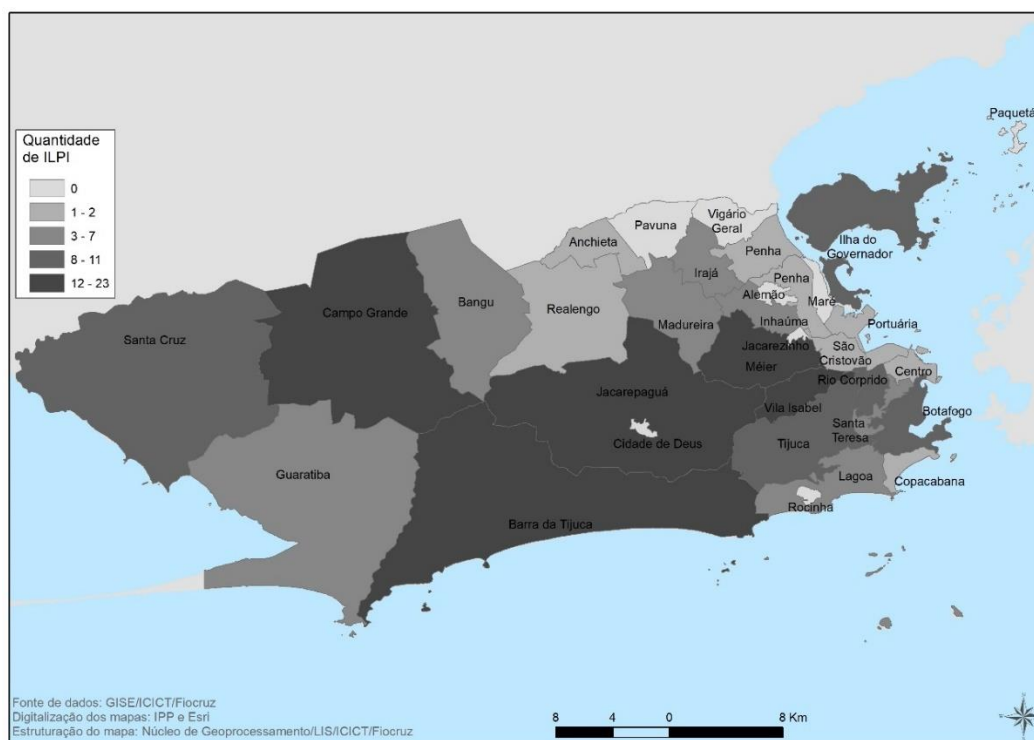 Quantidade
de ILPI
0
1 - 2
3 - 7
8 - 11
12 - 23
Paquetá
Pavuna
Vigário
Geral
Anchieta
Penha
Ilha do
Governador
Irajá
Penha
Bangu
Alemão
Maré
Campo Grande
Realengo
Madureira
Inhaúma
Portuária
Santa Cruz
Jacarezinho
São
Cristovão
Méier
Centro
Rio Corprido
Jacarepaguá
Vila Isabel
Botafogo
Santa
Teresa
Cidade de Deus
Tijuca
Guaratiba
Lagoa
Copacabana
Rocinha
Barra da Tijuca
Fonte de dados: GISE/ICICT/Fiocruz
Digitalização dos mapas: IPP e Esri
Estruturação do mapa: Núcleo de Geoprocessamento/LIS/ICICT/Fiocruz
8 4 0 8 Km